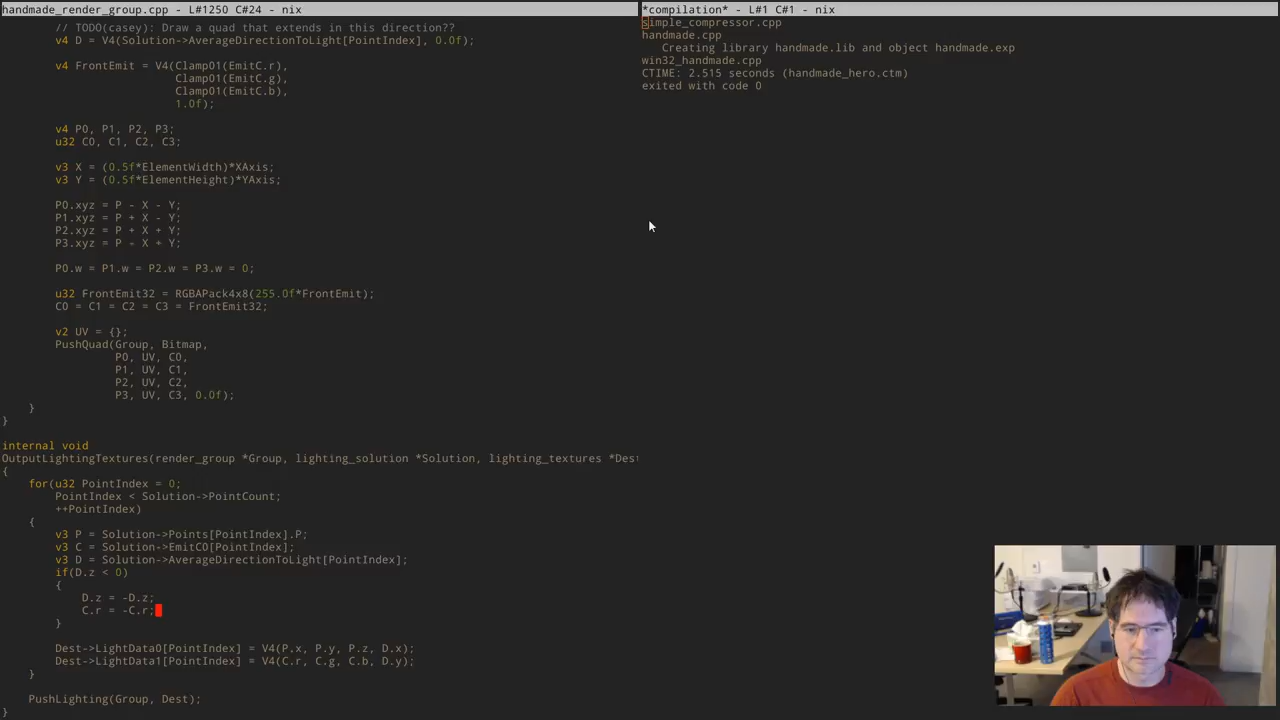 handmade_render_group.cpp - L#1250 C#24 - nix
// TODO(casey): Draw a quad that extends in this direction??
v4 D = V4(Solution->AverageDirectionToLight[PointIndex], 0.0f);
v4 FrontEmit = V4(Clamp01(EmitC.r),
Clamp01(EmitC.g),
Clamp01(EmitC.b),
1.0f);
v4 P0, P1, P2, P3;
u32 C0, C1, C2, C3;
v3 X = (0.5f*ElementWidth)*XAxis;
v3 Y = (0.5f*ElementHeight)*YAxis;
P0.xyz = P - X - Y;
P1.xyz = P + X - Y;
P2.xyz = P + X + Y;
P3.xyz = P - X + Y;
P0.w = P1.w = P2.w = P3.w = 0;
u32 FrontEmit32 = RGBAPack4x8(255.0f*FrontEmit);
C0 = C1 = C2 = C3 = FrontEmit32;
v2 UV = {};
PushQuad(Group, Bitmap,
P0, UV, C0,
P1, UV, C1,
P2, UV, C2,
P3, UV, C3, 0.0f);
}
}
internal void
OutputLightingTextures(render_group *Group, lighting_solution *Solution, lighting_textures *Dest
{
for(u32 PointIndex = 0;
PointIndex < Solution->PointCount;
++PointIndex)
{
v3 P = Solution->Points[PointIndex].P;
v3 C = Solution->EmitC0[PointIndex];
v3 D = Solution->AverageDirectionToLight[PointIndex];
if(D.z < 0)
{
D.z = -D.z;
C.r = -C.r;
}
Dest->LightData0[PointIndex] = V4(P.x, P.y, P.z, D.x);
Dest->LightData1[PointIndex] = V4(C.r, C.g, C.b, D.y);
}
PushLighting(Group, Dest);
}
*compilation* - L#1 C#1 - nix
simple_compressor.cpp
handmade.cpp
Creating library handmade.lib and object handmade.exp
win32_handmade.cpp
CTIME: 2.515 seconds (handmade_hero.ctm)
exited with code 0